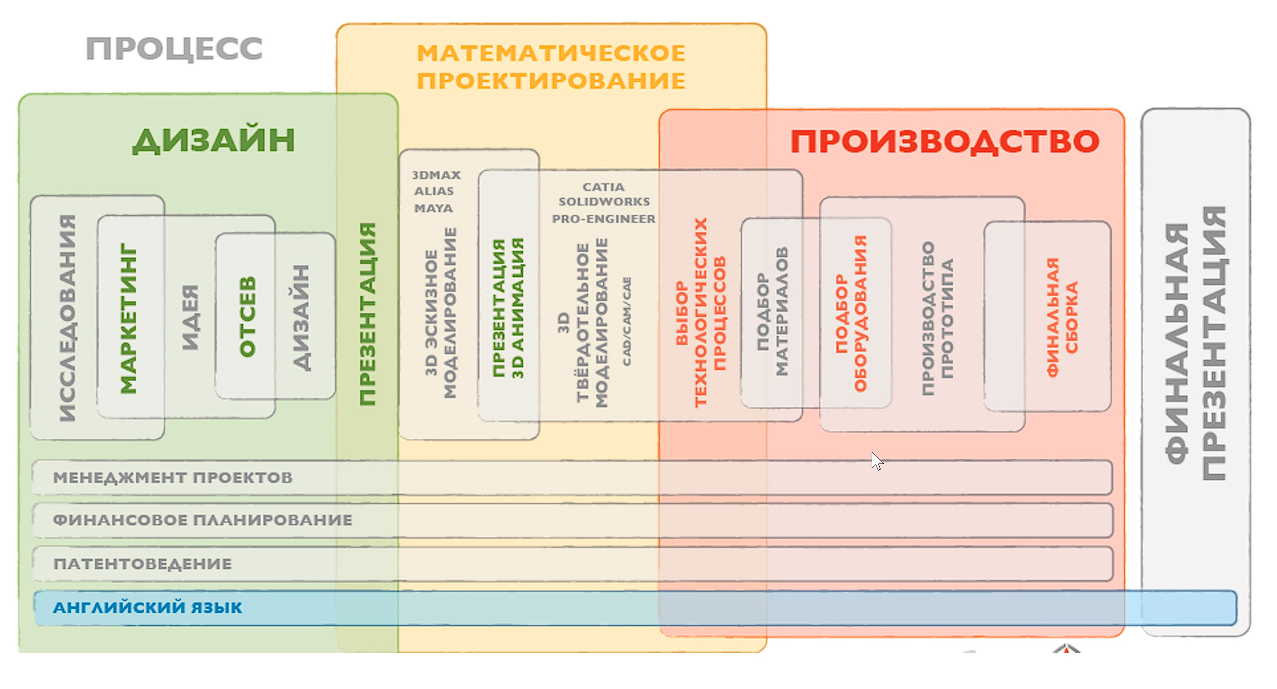 ПРОЦЕСС
МАТЕМАТИЧЕСКОЕ
ПРОЕКТИРОВАНИЕ
ДИЗАЙН
ПРОИЗВОДСТВО
ИССЛЕДОВАНИЯ
МАРКЕТИНГ
ИДЕЯ
ОТСЕВ
ДИЗАЙН
ПРЕЗЕНТАЦИЯ
3DMAX
ALIAS
MAYA
3D ЭСКИЗНОЕ
МОДЕЛИРОВАНИЕ
ПРЕЗЕНТАЦИЯ
3D АНИМАЦИЯ
CATIA
SOLIDWORKS
PRO-ENGINEER
3D
ТВЁРДОТЕЛЬНОЕ
МОДЕЛИРОВАНИЕ
CAD/CAM/CAE
ВЫБОР
ТЕХНОЛОГИЧЕСКИХ
ПРОЦЕССОВ
ПОДБОР
МАТЕРИАЛОВ
ПОДБОР
ОБОРУДОВАНИЯ
ПРОИЗВОДСТВО
ПРОТОТИПА
ФИНАЛЬНАЯ
СБОРКА
ФИНАЛЬНАЯ
ПРЕЗЕНТАЦИЯ
МЕНЕДЖМЕНТ ПРОЕКТОВ
ФИНАНСОВОЕ ПЛАНИРОВАНИЕ
ПАТЕНТОВЕДЕНИЕ
АНГЛИЙСКИЙ ЯЗЫК